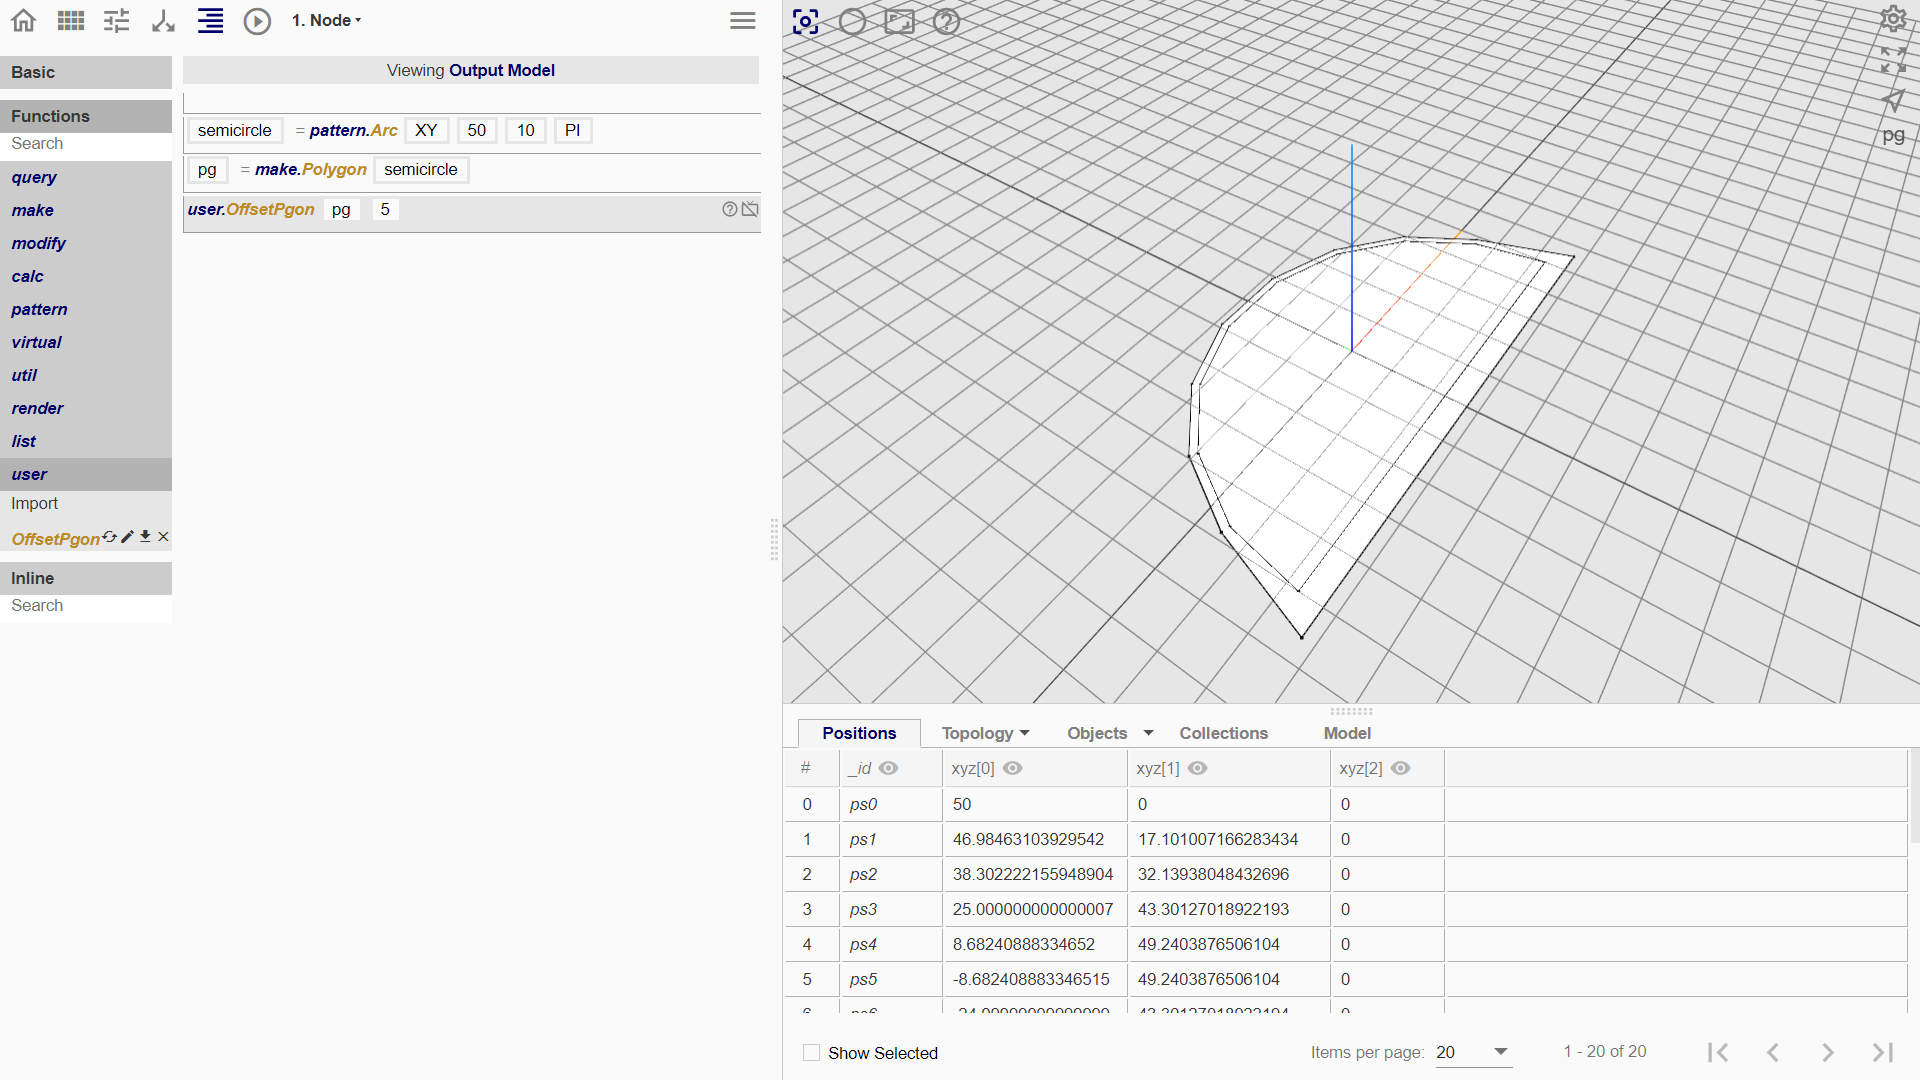 1. Node
Basic
Functions
Search
query
make
modify
calc
pattern
virtual
util
render
list
user
Import
OffsetPgon
Inline
Search
Viewing Output Model
semicircle = pattern.Arc XY 50 10 PI
pg = make.Polygon semicircle
user.OffsetPgon pg 5
pg
Positions Topology Objects Collections Model
# _id xyz[0] xyz[1] xyz[2]
0 ps0 50 0 0
1 ps1 46.98463103929542 17.101007166283434 0
2 ps2 38.302222155948904 32.13938048432696 0
3 ps3 25.000000000000007 43.30127018922193 0
4 ps4 8.68240888334652 49.2403876506104 0
5 ps5 -8.682408883346515 49.2403876506104 0
Show Selected
Items per page: 20 1 - 20 of 20